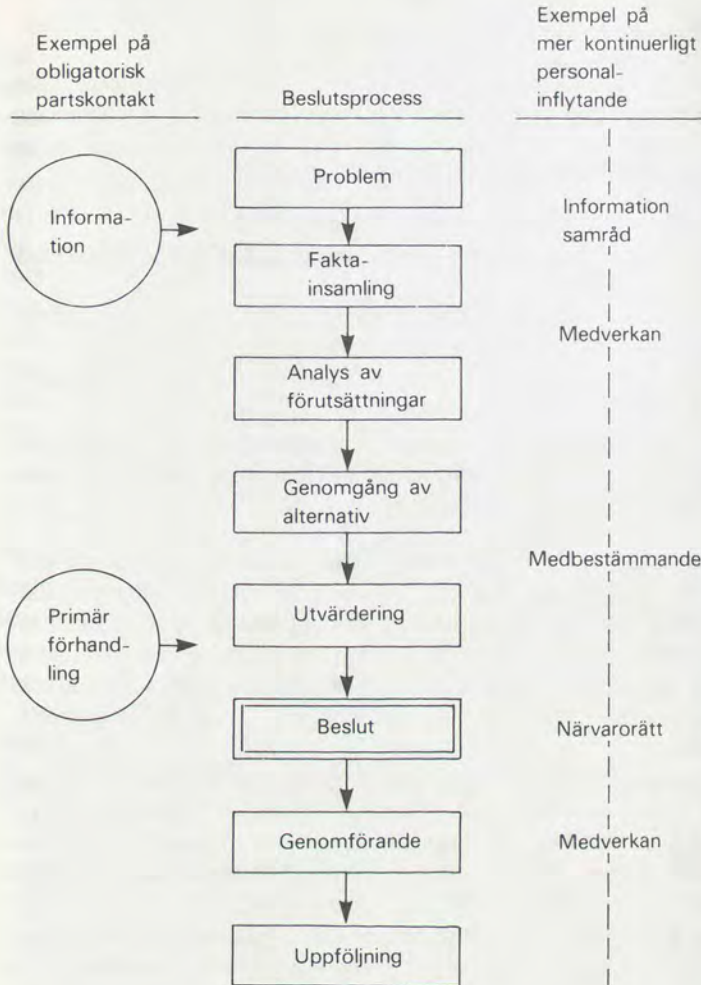 Exempel på
obligatorisk
partskontakt
Beslutsprocess
Exempel på
mer kontinuerligt
personal-
inflytande
Informa-
tion
Problem
Fakta-
insamling
Information
samråd
Medverkan
Analys av
förutsättningar
Genomgång av
alternativ
Medbestämmande
Primär
förhand-
ling
Utvärdering
Beslut
Närvarorätt
Genomförande
Medverkan
Uppföljning